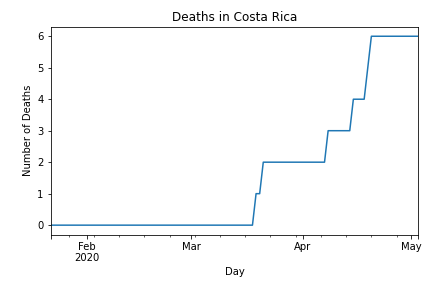 Deaths in Costa Rica
Number of Deaths
6
5
4
3
2
1
0
Feb
2020
Mar
Apr
May
Day